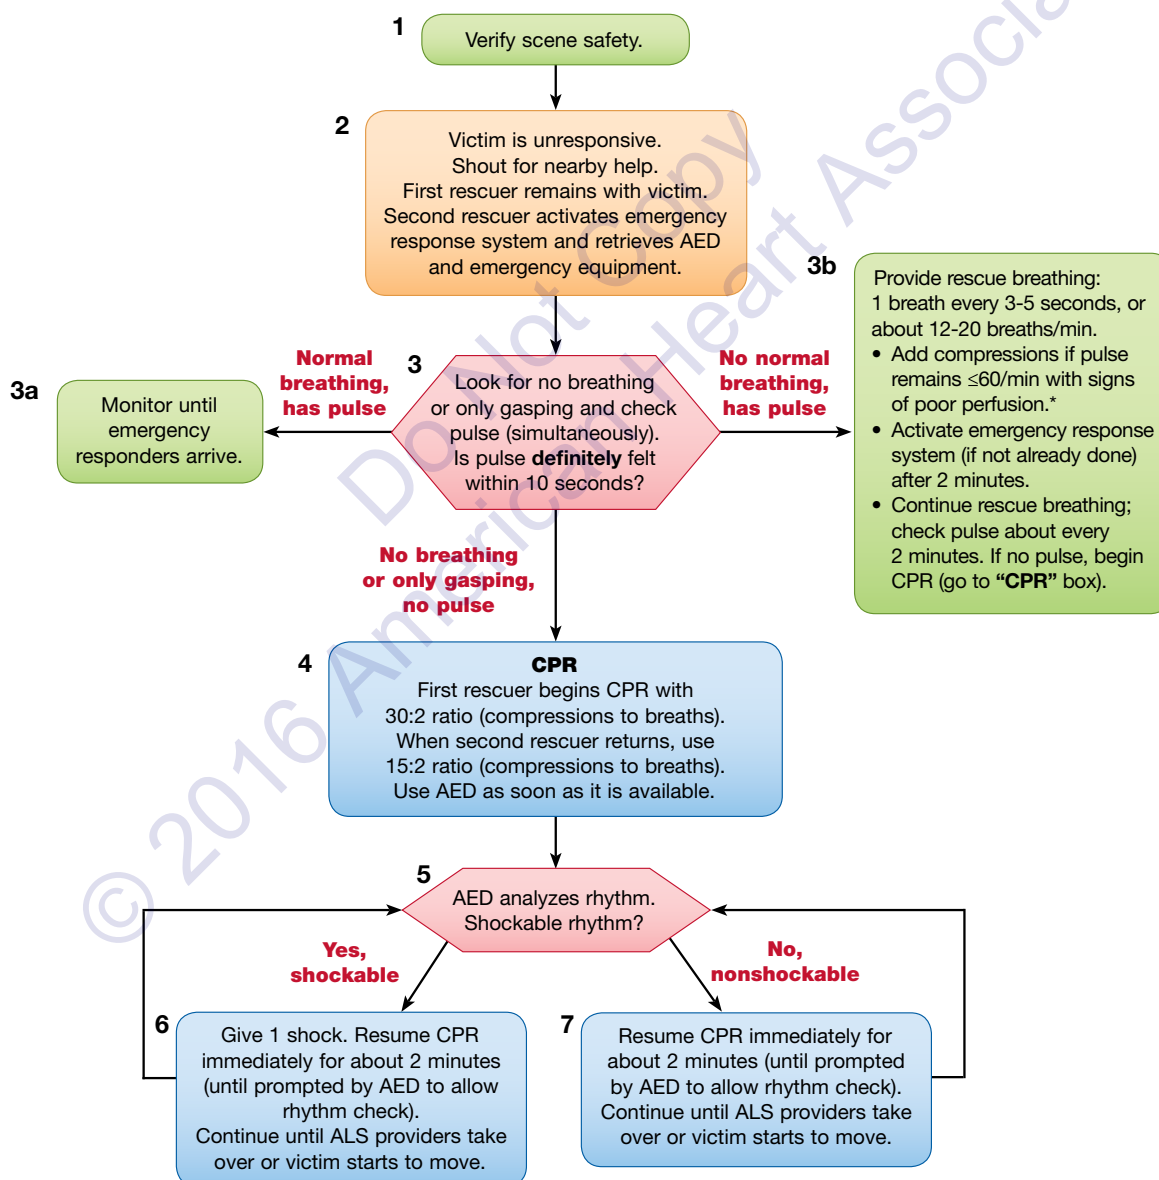 1
Verify scene safety.
2
Victim is unresponsive.
Shout for nearby help.
First rescuer remains with victim.
Second rescuer activates emergency
response system and retrieves AED
and emergency equipment.
3a
Monitor until
emergency
responders arrive.
Normal
breathing,
has pulse
3
Look for no breathing
or only gasping and check
pulse (simultaneously).
Is pulse definitely felt
within 10 seconds?
No normal
breathing,
has pulse
3b
Provide rescue breathing:
1 breath every 3-5 seconds, or
about 12-20 breaths/min.
• Add compressions if pulse
remains ≤60/min with signs
of poor perfusion.*
• Activate emergency response
system (if not already done)
after 2 minutes.
• Continue rescue breathing;
check pulse about every
2 minutes. If no pulse, begin
CPR (go to “CPR” box).
No breathing
or only gasping,
no pulse
4
CPR
First rescuer begins CPR with
30:2 ratio (compressions to breaths).
When second rescuer returns, use
15:2 ratio (compressions to breaths).
Use AED as soon as it is available.
5
AED analyzes rhythm.
Shockable rhythm?
Yes,
shockable
No,
nonshockable
6
Give 1 shock. Resume CPR
immediately for about 2 minutes
(until prompted by AED to allow
rhythm check).
Continue until ALS providers take
over or victim starts to move.
7
Resume CPR immediately for
about 2 minutes (until prompted
by AED to allow rhythm check).
Continue until ALS providers take
over or victim starts to move.
Do Not Copy
© 2016 American Heart Associa